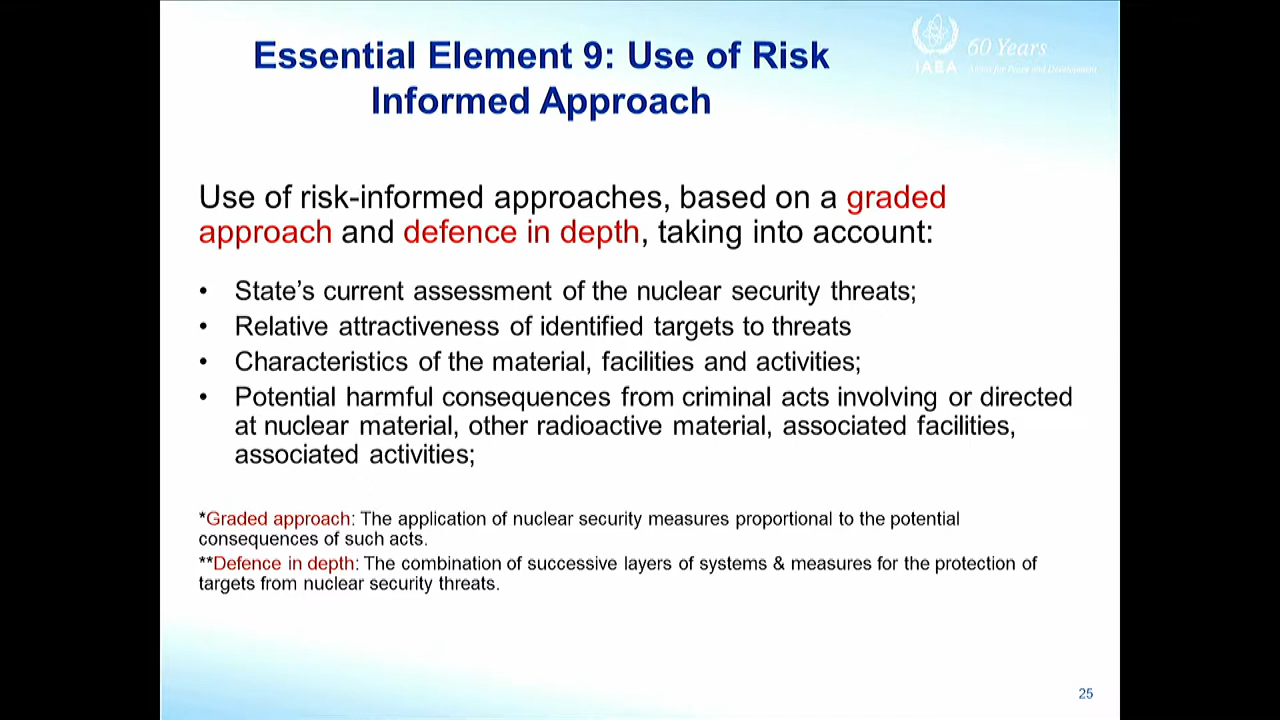 Essential Element 9: Use of Risk
Informed Approach
60 Years
IAEA Atoms for Peace and Development
Use of risk-informed approaches, based on a graded
approach and defence in depth, taking into account:
• State's current assessment of the nuclear security threats;
• Relative attractiveness of identified targets to threats
• Characteristics of the material, facilities and activities;
• Potential harmful consequences from criminal acts involving or directed
at nuclear material, other radioactive material, associated facilities,
associated activities;
*Graded approach: The application of nuclear security measures proportional to the potential
consequences of such acts.
**Defence in depth: The combination of successive layers of systems & measures for the protection of
targets from nuclear security threats.
25